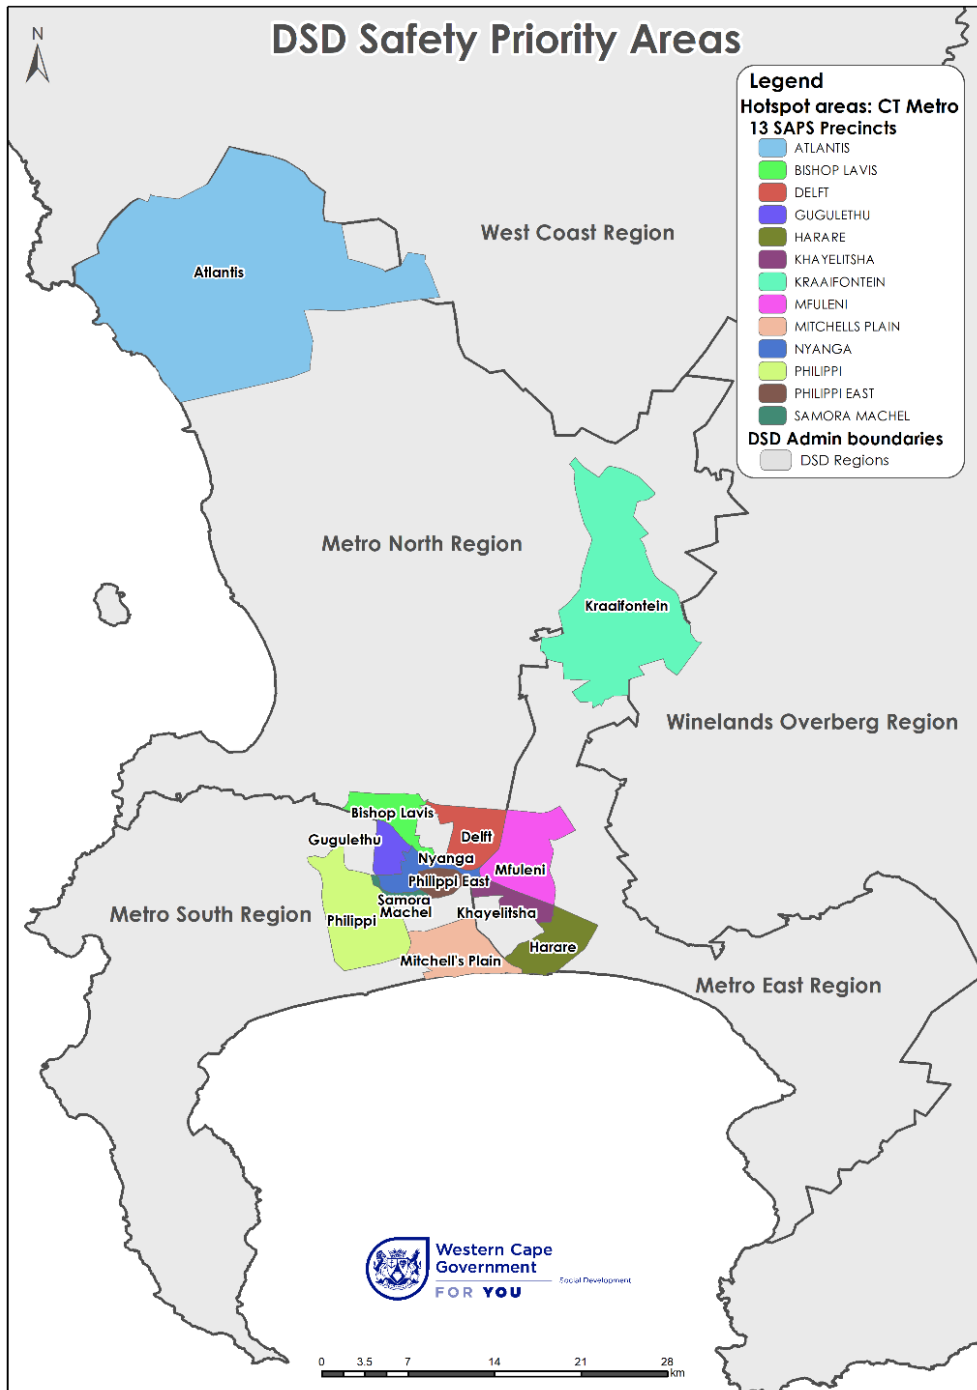 DSD Safety Priority Areas
N
Legend
Hotspot areas: CT Metro
13 SAPS Precincts
ATLANTIS
BISHOP LAVIS
DELFT
GUGULETHU
HARARE
KHAYELITSHA
KRAAIFONTEIN
MFULENI
MITCHELLS PLAIN
NYANGA
PHILIPPI
PHILIPPI EAST
SAMORA MACHEL
DSD Admin boundaries
DSD Regions
West Coast Region
Atlantis
Metro North Region
Kraaifontein
Winelands Overberg Region
Bishop Lavis
Gugulethu
Delft
Nyanga
Mfuleni
Philippi East
Samora
Machel
Khayelitsha
Metro South Region
Philippi
Harare
Mitchell's Plain
Metro East Region
Western Cape
Government
Social Development
FOR YOU
0 3.5 7 14 21 28
km